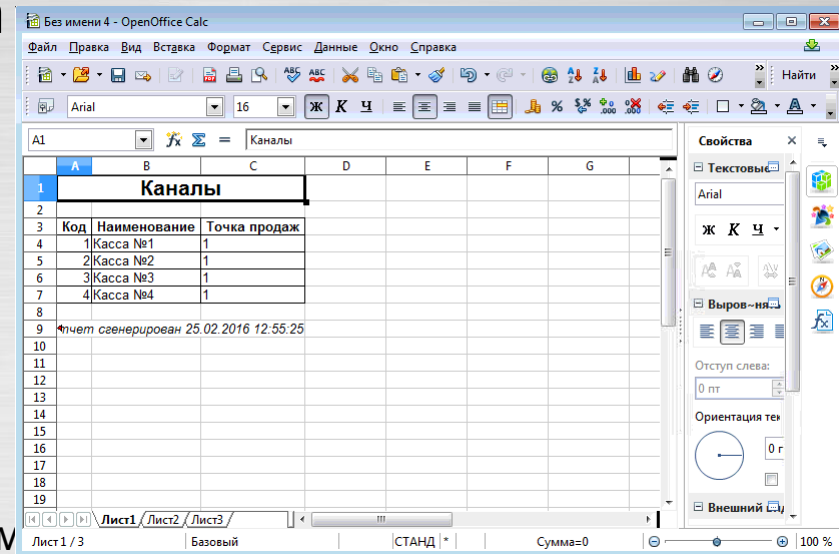 Без имени 4 - OpenOffice Calc
Файл Правка Вид Вставка Формат Сервис Данные Окно Справка
Найти
Arial 16 Ж К Ч
A1 Каналы
A B C D E F G
1 Каналы
2
3 Код Наименование Точка продаж
4 1 Касса №1 1
5 2 Касса №2 1
6 3 Касса №3 1
7 4 Касса №4 1
8
9 тчет сгенерирован 25.02.2016 12:55:25
10
11
12
13
14
15
16
17
18
19
Лист1 Лист2 Лист3
Лист 1 / 3 Базовый СТАНД * Сумма=0 100 %
Свойства
Текстовые
Arial
Ж К Ч
Выров~ня
Отступ слева:
0 пт
Ориентация тек
0 г
Внешний